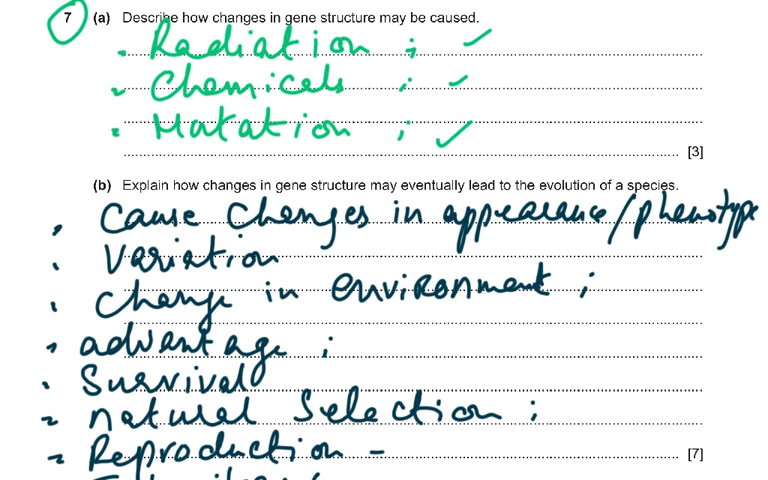 7 (a) Describe how changes in gene structure may be caused.
. Radiation ; ✓
. Chemicals ; ✓
. Mutation ; ✓
[3]
(b) Explain how changes in gene structure may eventually lead to the evolution of a species.
. cause changes in appearance/phenotype
. Variation
. change in environment ;
. advantage ;
. Survival
- natural selection ;
- Reproduction - [7]